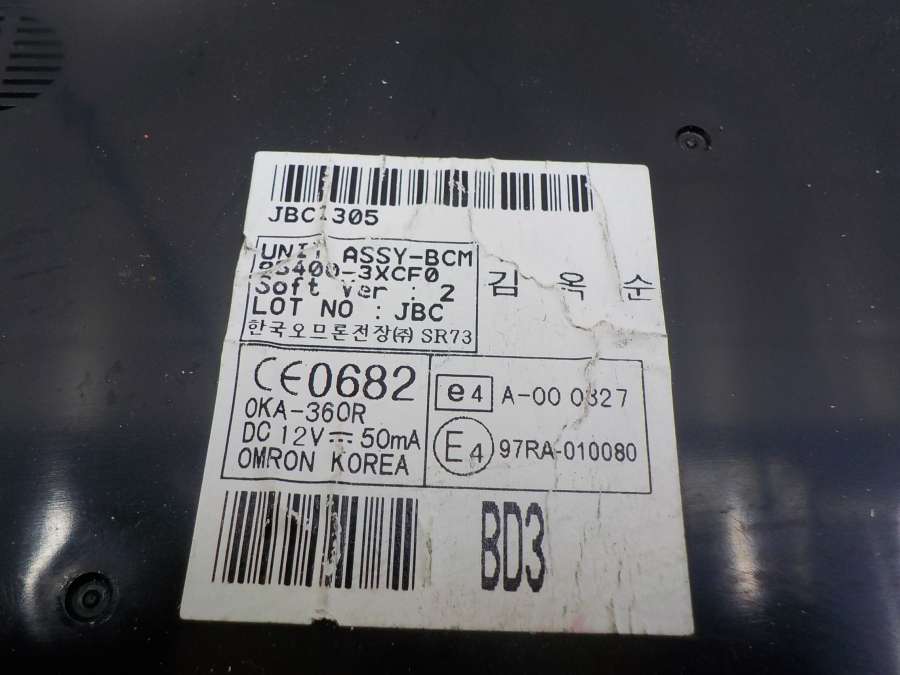 JBC1305
UNIT ASSY-BCM
95400-3XCF0
Soft Ver : 2
LOT NO : JBC
한국오므론전장(주) SR73
김 옥 순
CE0682
OKA-360R
DC 12V⎓ 50mA
OMRON KOREA
e4 A-00 0327
E4 97RA-010080
BD3